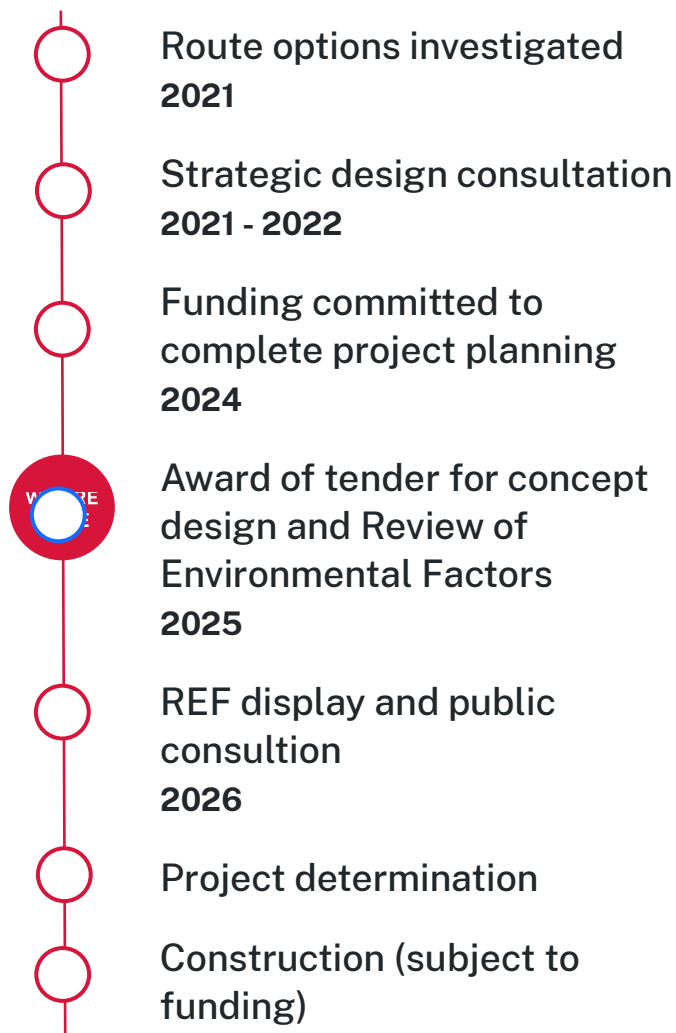 Route options investigated
2021
Strategic design consultation
2021 - 2022
Funding committed to
complete project planning
2024
Award of tender for concept
design and Review of
Environmental Factors
2025
REF display and public
consultion
2026
Project determination
Construction (subject to
funding)